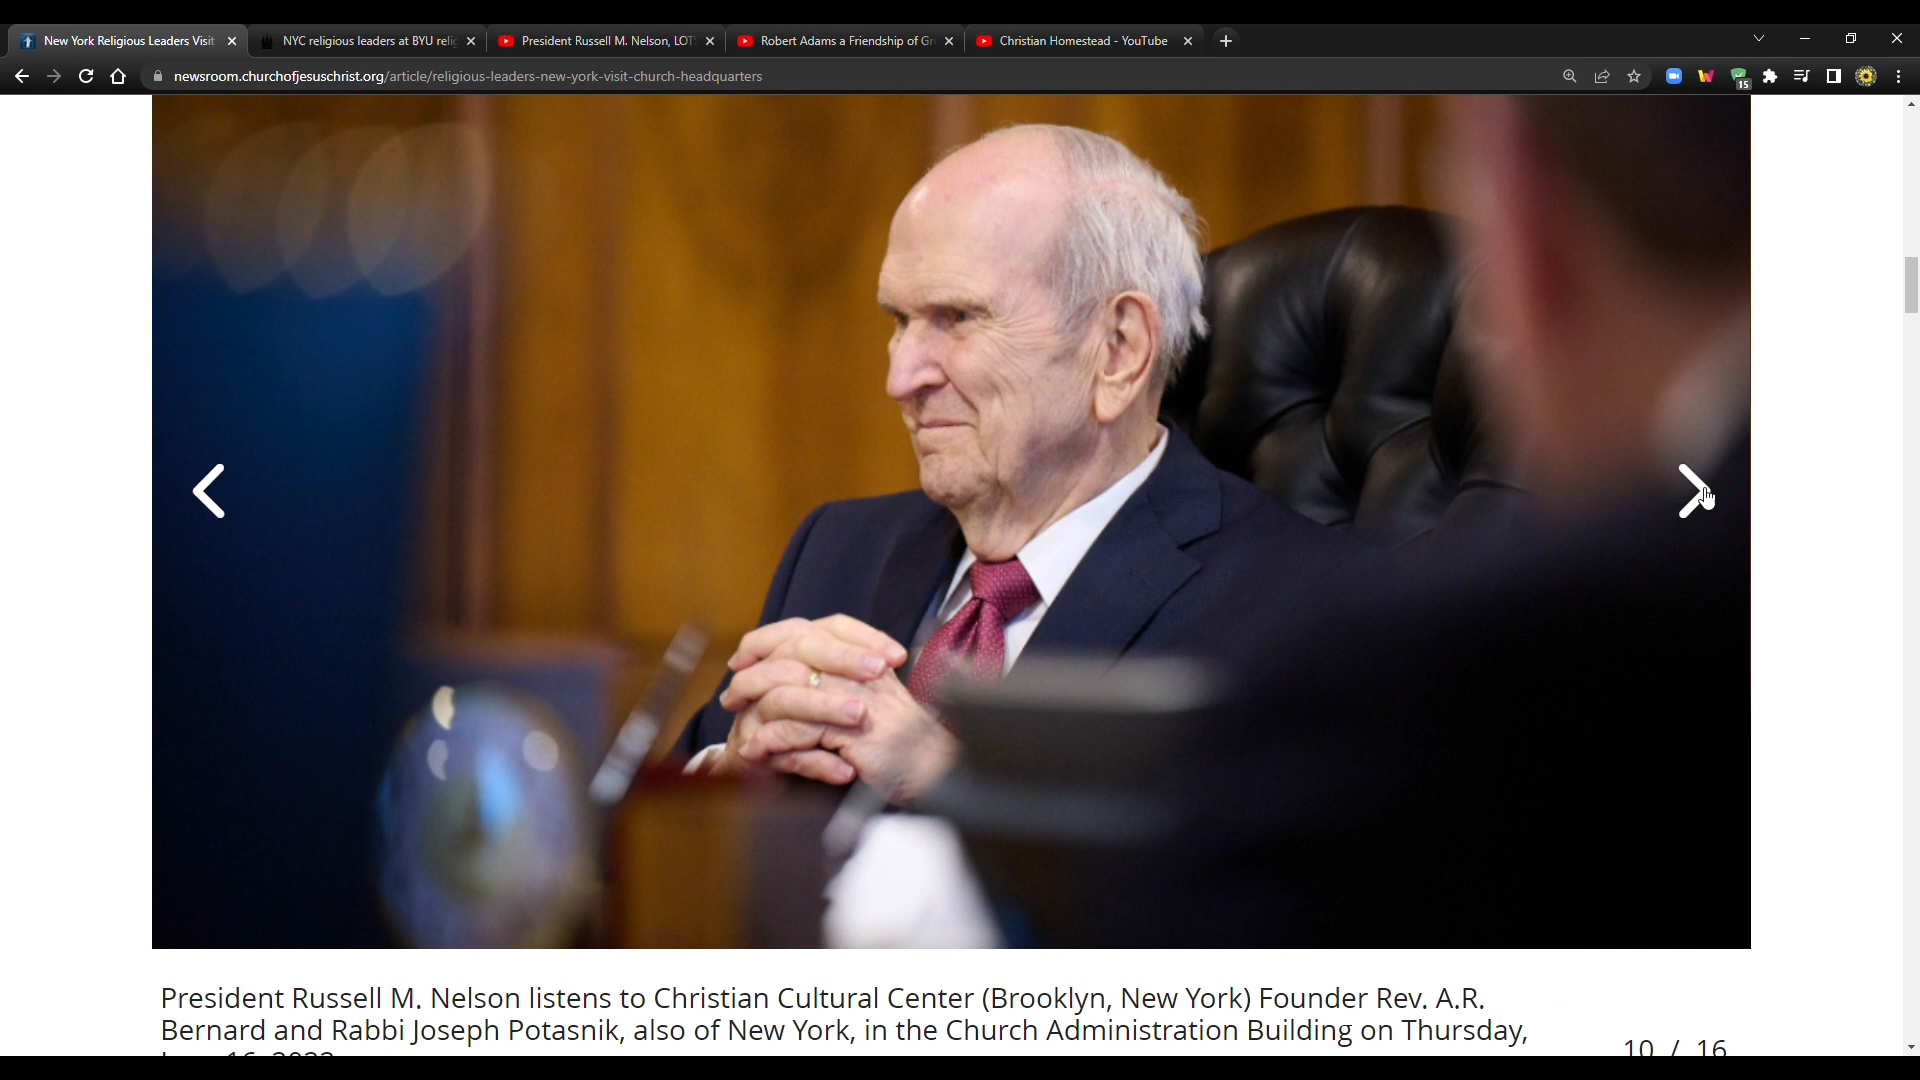 New York Religious Leaders Visit
NYC religious leaders at BYU relig
President Russell M. Nelson, LOTS
Robert Adams a Friendship of Gr
Christian Homestead - YouTube
newsroom.churchofjesuschrist.org/article/religious-leaders-new-york-visit-church-headquarters
15
President Russell M. Nelson listens to Christian Cultural Center (Brooklyn, New York) Founder Rev. A.R.
Bernard and Rabbi Joseph Potasnik, also of New York, in the Church Administration Building on Thursday,
10 / 16